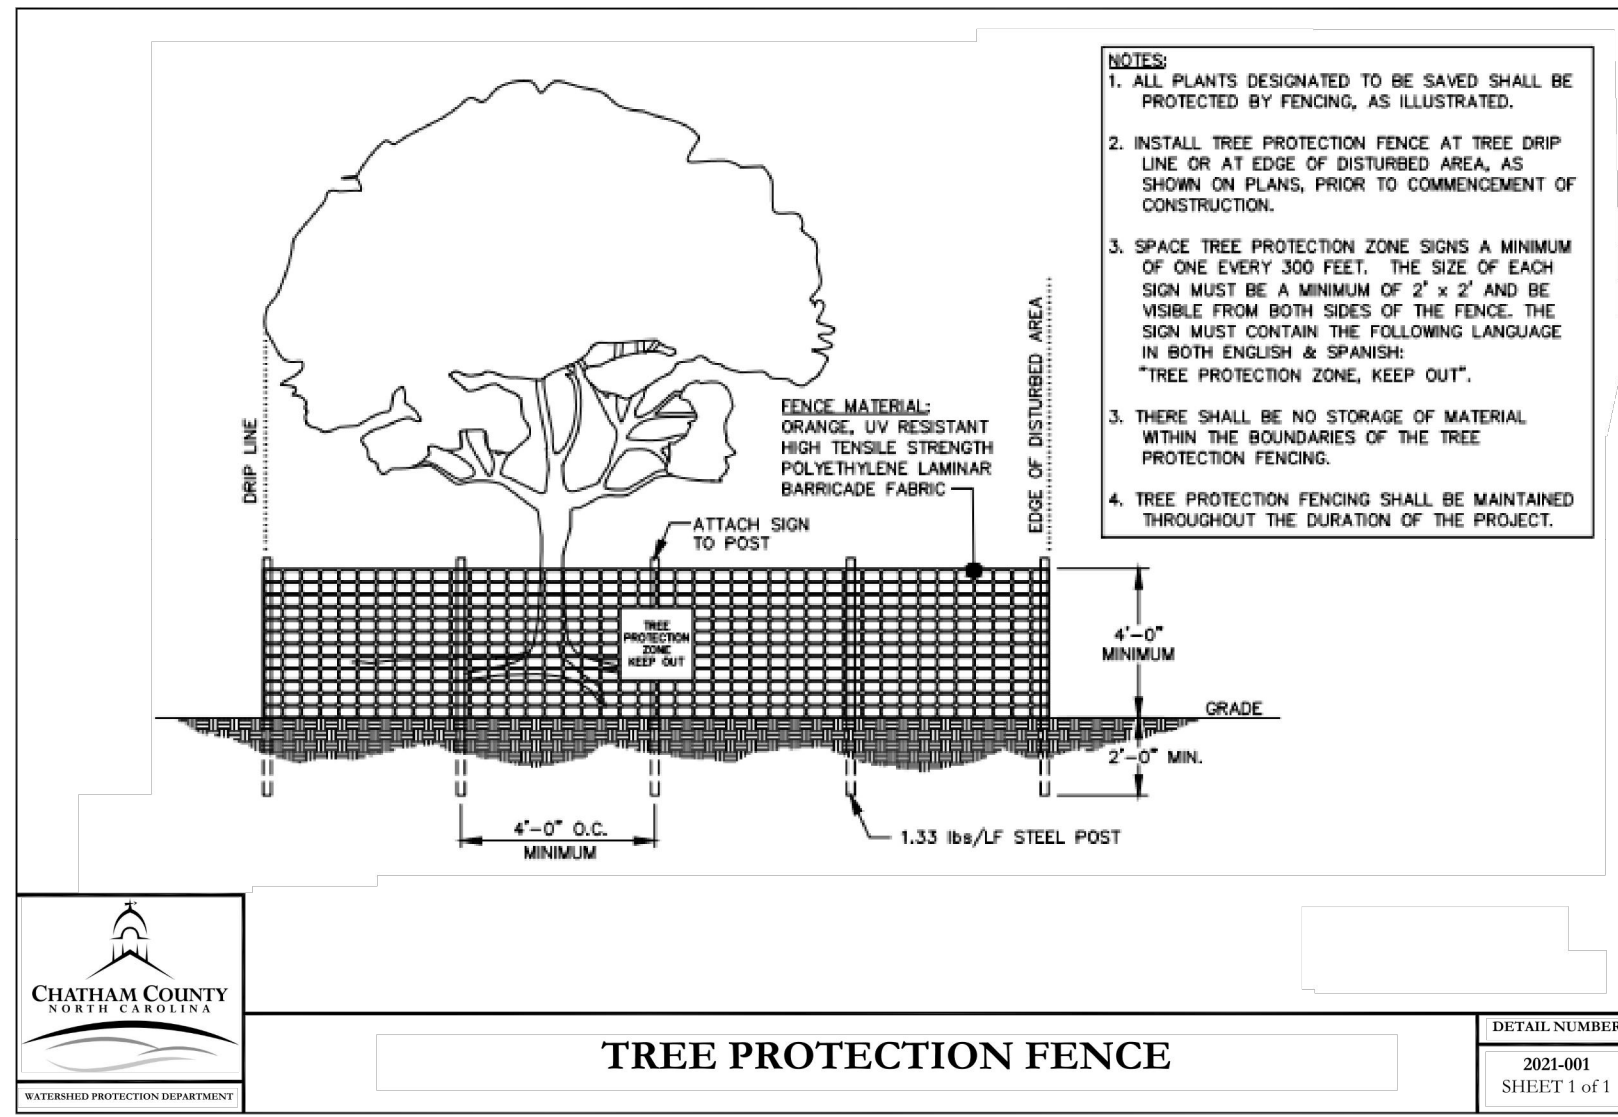 NOTES:
1. ALL PLANTS DESIGNATED TO BE SAVED SHALL BE
PROTECTED BY FENCING, AS ILLUSTRATED.
2. INSTALL TREE PROTECTION FENCE AT TREE DRIP
LINE OR AT EDGE OF DISTURBED AREA, AS
SHOWN ON PLANS, PRIOR TO COMMENCEMENT OF
CONSTRUCTION.
3. SPACE TREE PROTECTION ZONE SIGNS A MINIMUM
OF ONE EVERY 300 FEET. THE SIZE OF EACH
SIGN MUST BE A MINIMUM OF 2' x 2' AND BE
VISIBLE FROM BOTH SIDES OF THE FENCE. THE
SIGN MUST CONTAIN THE FOLLOWING LANGUAGE
IN BOTH ENGLISH & SPANISH:
"TREE PROTECTION ZONE, KEEP OUT".
3. THERE SHALL BE NO STORAGE OF MATERIAL
WITHIN THE BOUNDARIES OF THE TREE
PROTECTION FENCING.
4. TREE PROTECTION FENCING SHALL BE MAINTAINED
THROUGHOUT THE DURATION OF THE PROJECT.
DRIP LINE
FENCE MATERIAL:
ORANGE, UV RESISTANT
HIGH TENSILE STRENGTH
POLYETHYLENE LAMINAR
BARRICADE FABRIC
EDGE OF DISTURBED AREA
ATTACH SIGN
TO POST
TREE
PROTECTION
ZONE
KEEP OUT
4'-0"
MINIMUM
GRADE
2'-0" MIN.
4'-0" O.C.
MINIMUM
1.33 lbs/LF STEEL POST
CHATHAM COUNTY
NORTH CAROLINA
WATERSHED PROTECTION DEPARTMENT
TREE PROTECTION FENCE
DETAIL NUMBER
2021-001
SHEET 1 of 1